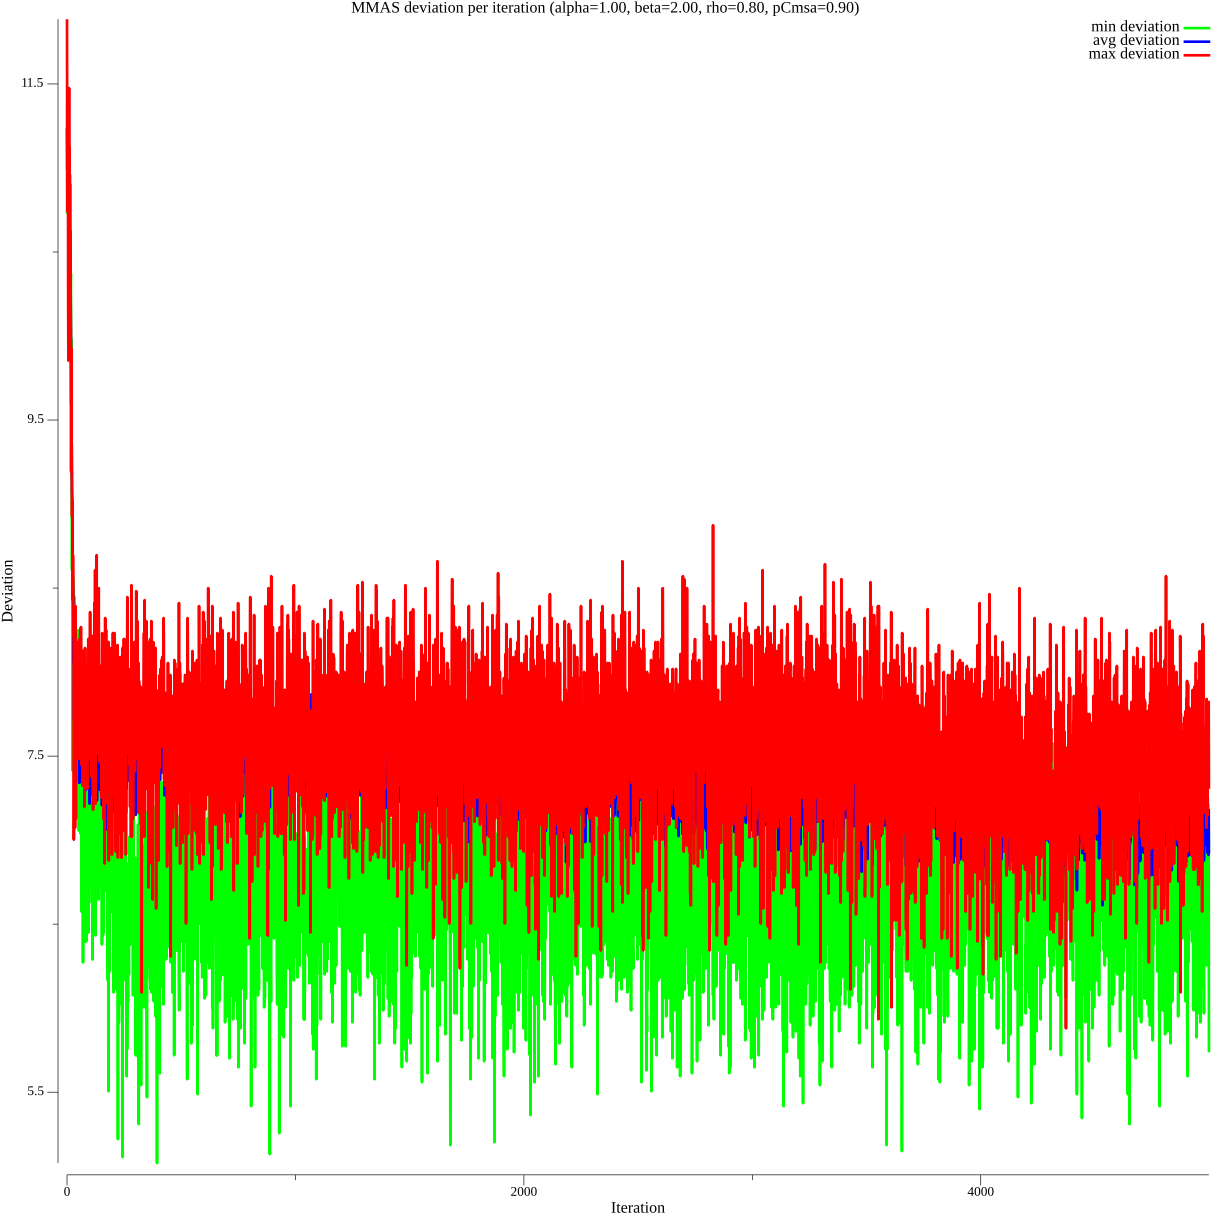 MMAS deviation per iteration (alpha=1.00, beta=2.00, rho=0.80, pCmsa=0.90)
min deviation
avg deviation
max deviation
11.5
9.5
7.5
5.5
Deviation
0
2000
4000
Iteration